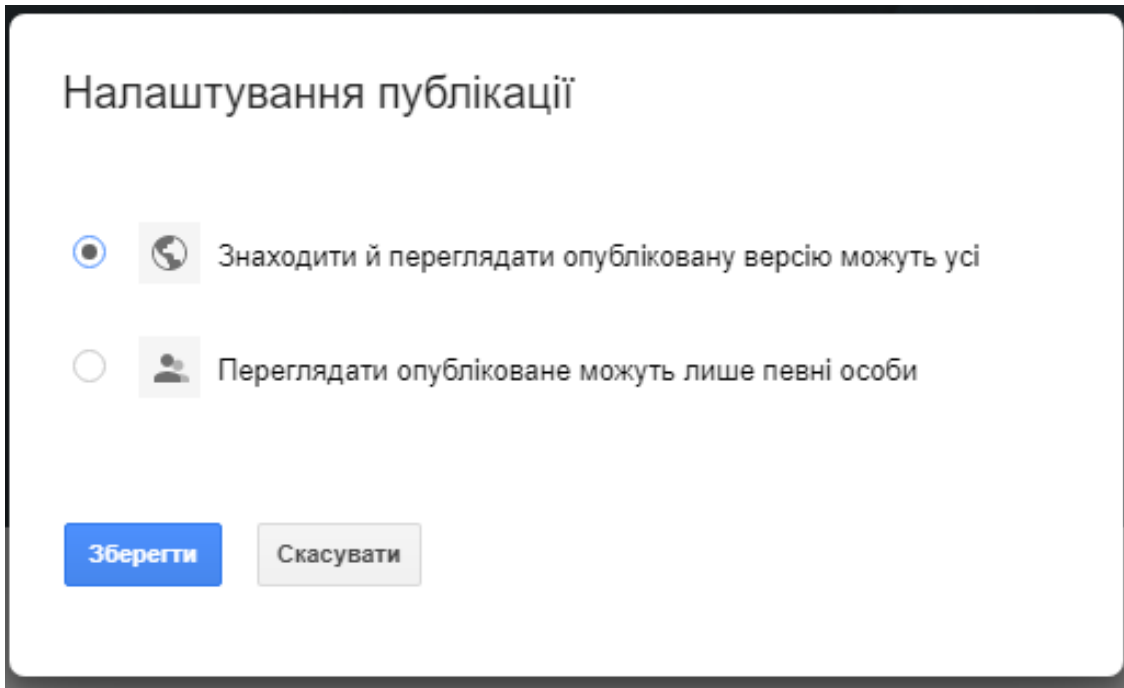 Налаштування публікації
Знаходити й переглядати опубліковану версію можуть усі
Переглядати опубліковане можуть лише певні особи
Зберегти
Скасувати